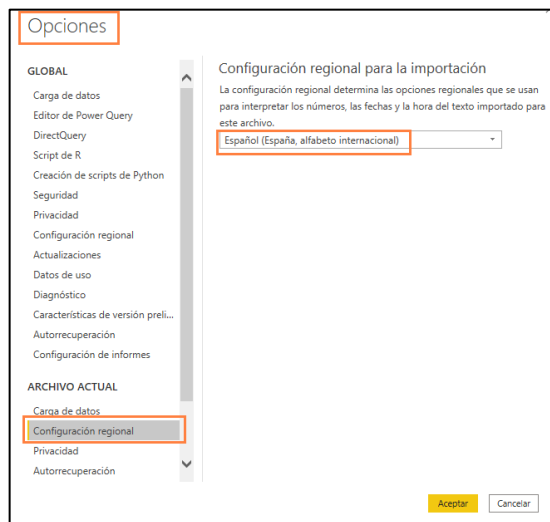 Opciones
GLOBAL
Carga de datos
Editor de Power Query
DirectQuery
Script de R
Creación de scripts de Python
Seguridad
Privacidad
Configuración regional
Actualizaciones
Datos de uso
Diagnóstico
Características de versión preli...
Autorrecuperación
Configuración de informes
ARCHIVO ACTUAL
Carga de datos
Configuración regional
Privacidad
Autorrecuperación
Configuración regional para la importación
La configuración regional determina las opciones regionales que se usan
para interpretar los números, las fechas y la hora del texto importado para
este archivo.
Español (España, alfabeto internacional)
Aceptar
Cancelar